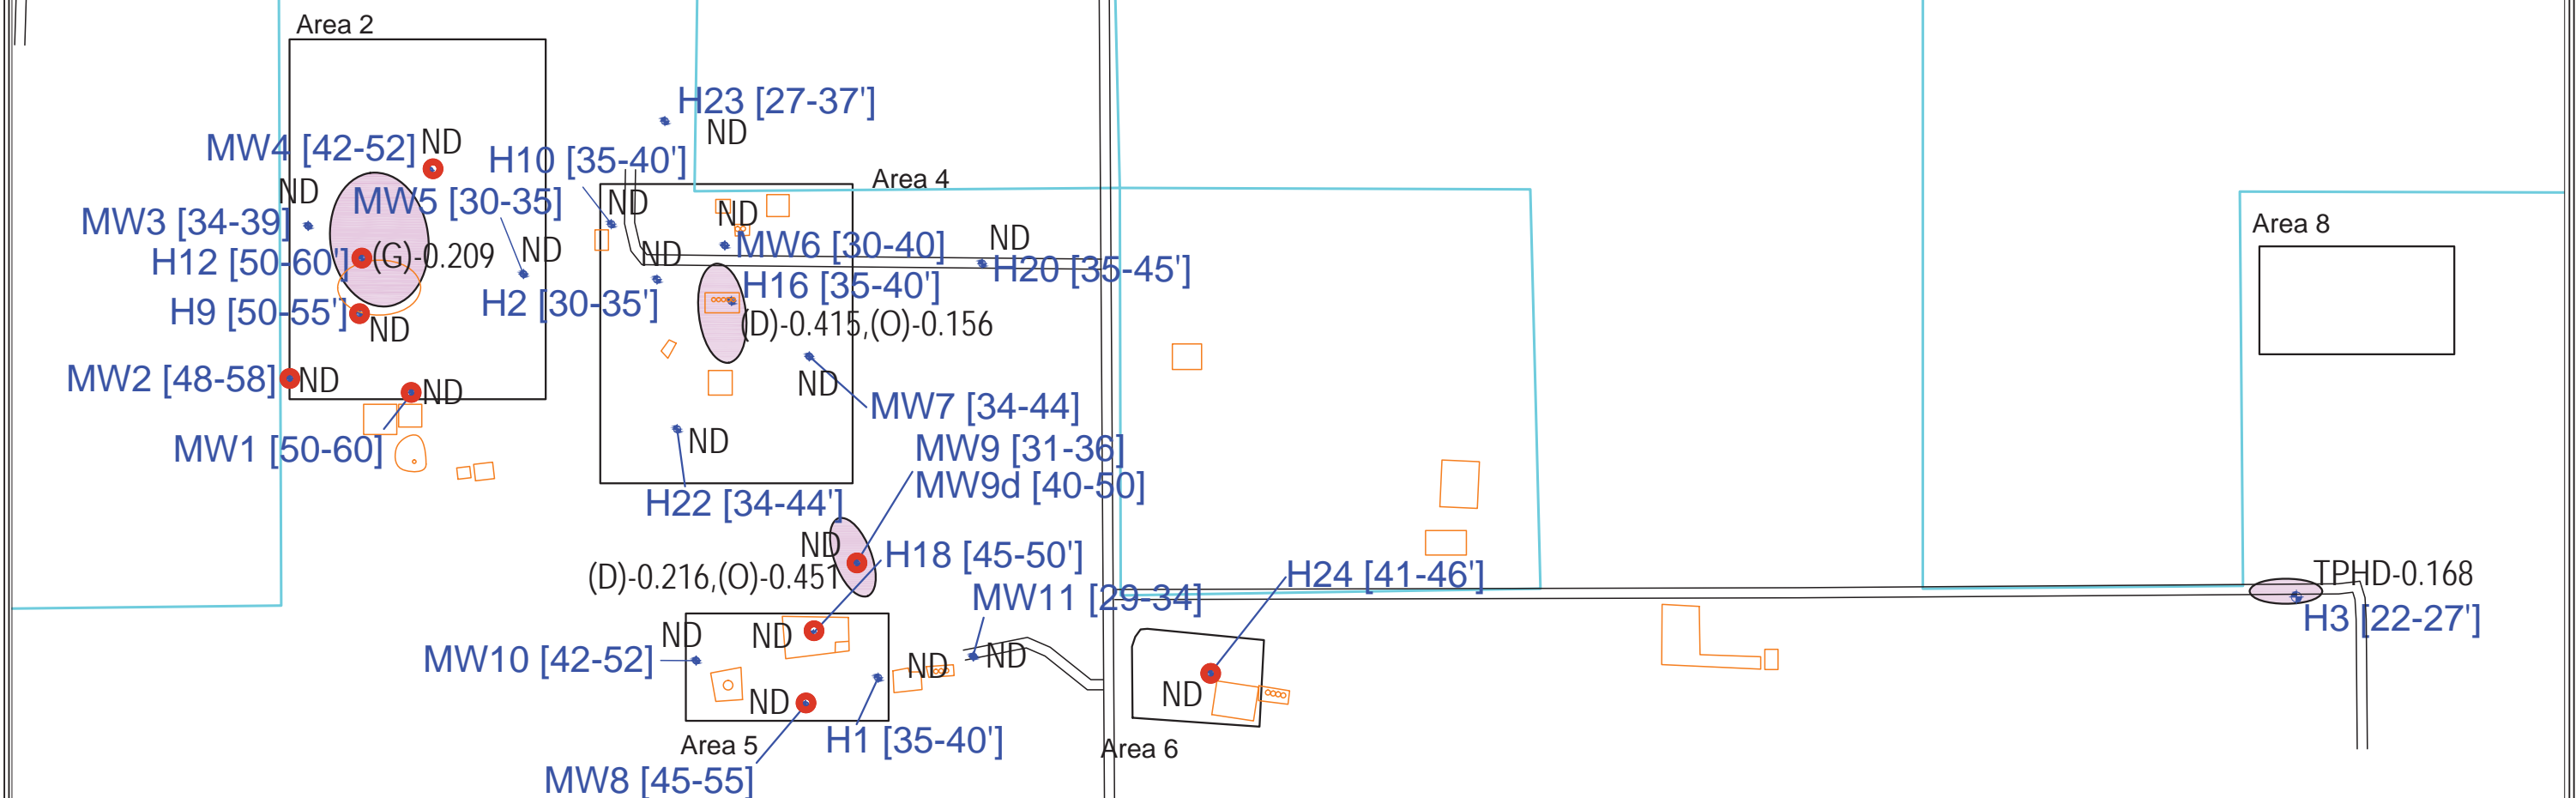 Area 2
H23 [27-37']
ND
MW4 [42-52]
ND
H10 [35-40']
Area 4
ND
MW5 [30-35]
ND
ND
MW3 [34-39]
Area 8
H12 [50-60']
(G)-0.209
ND
ND
MW6 [30-40]
ND
H20 [35-45']
H2 [30-35']
H16 [35-40']
(D)-0.415,(O)-0.156
H9 [50-55']
ND
MW2 [48-58]
ND
ND
ND
MW7 [34-44]
MW1 [50-60]
ND
MW9 [31-36]
MW9d [40-50]
H22 [34-44']
ND
H18 [45-50']
(D)-0.216,(O)-0.451
H24 [41-46']
TPHD-0.168
MW11 [29-34]
H3 [22-27']
ND
ND
MW10 [42-52]
ND
ND
ND
ND
H1 [35-40']
Area 5
Area 6
MW8 [45-55]